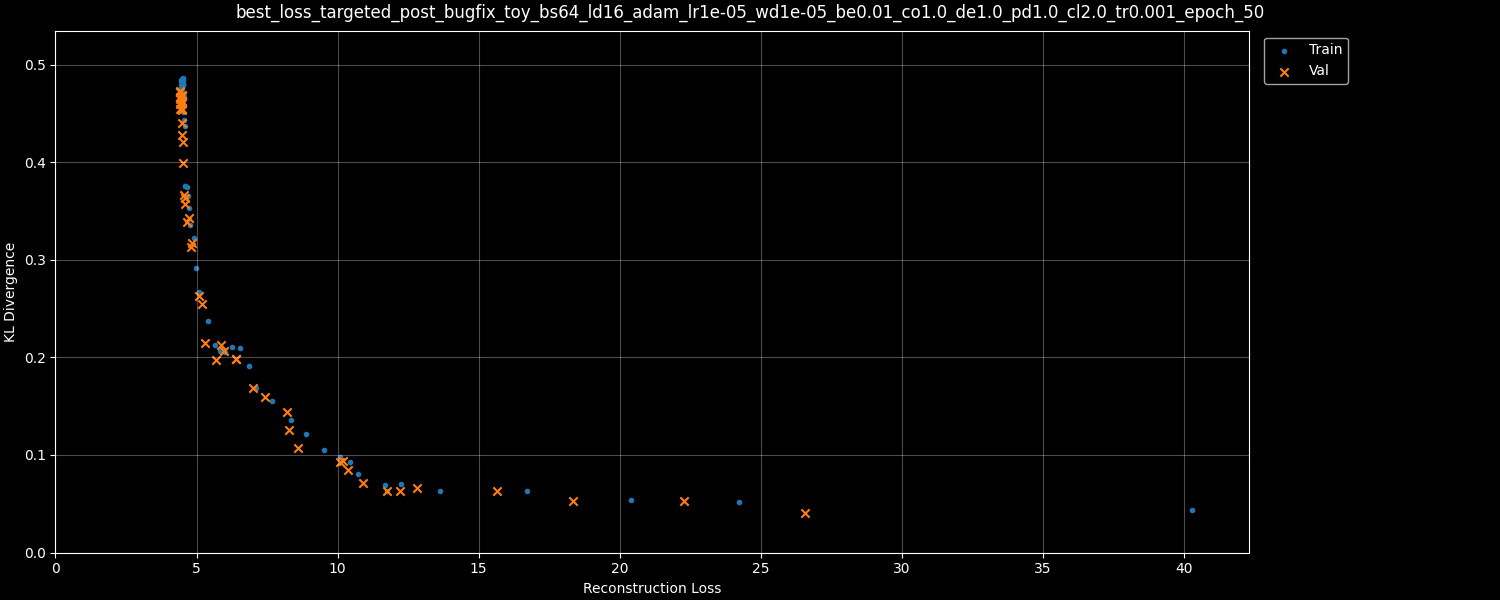 best_loss_targeted_post_bugfix_toy_bs64_ld16_adam_lr1e-05_wd1e-05_be0.01_co1.0_de1.0_pd1.0_cl2.0_tr0.001_epoch_50
Train
Val
KL Divergence
0.5
0.4
0.3
0.2
0.1
0.0
0 5 10 15 20 25 30 35 40
Reconstruction Loss